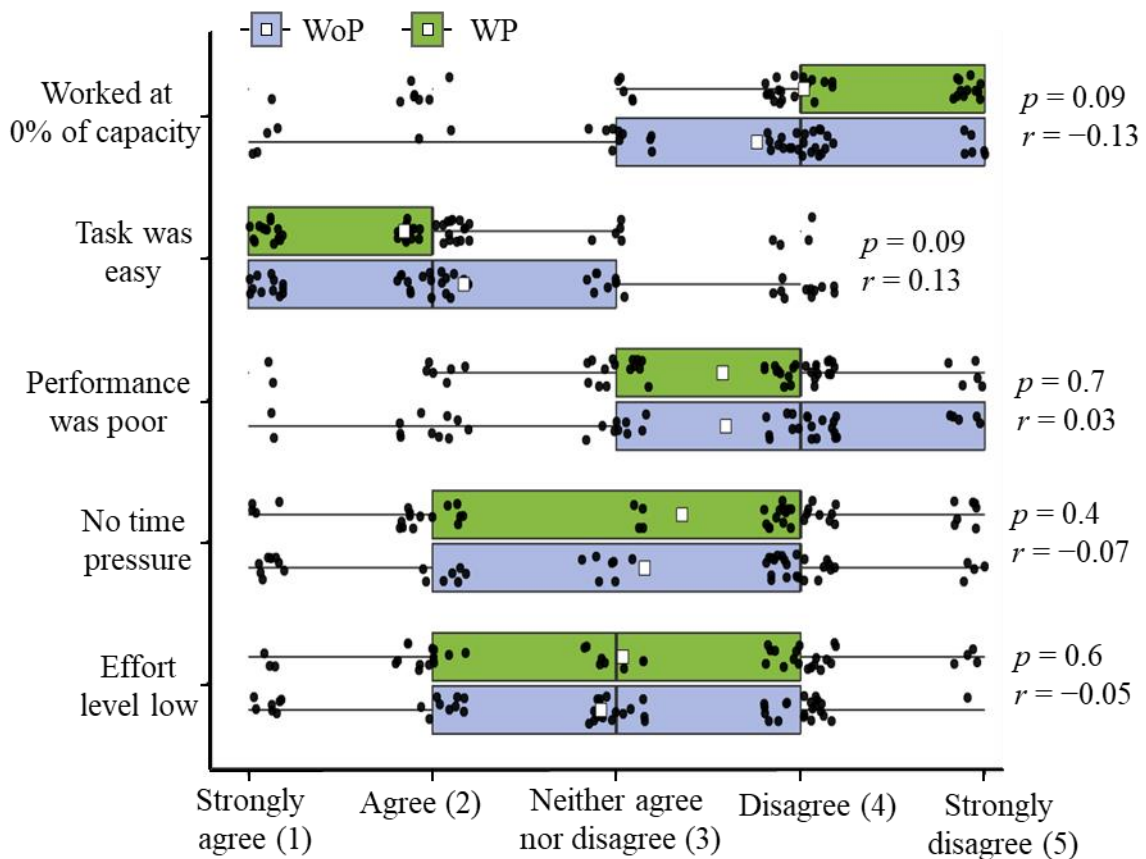 WoP WP
Worked at
0% of capacity
p = 0.09
r = −0.13
Task was
easy
p = 0.09
r = 0.13
Performance
was poor
p = 0.7
r = 0.03
No time
pressure
p = 0.4
r = −0.07
Effort
level low
p = 0.6
r = −0.05
Strongly
agree (1)
Agree (2)
Neither agree
nor disagree (3)
Disagree (4)
Strongly
disagree (5)